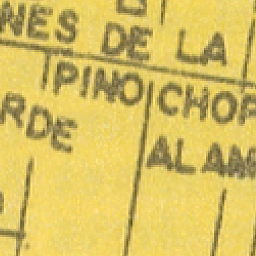 NES DE LA
PINO CHOP
RDE ALAM